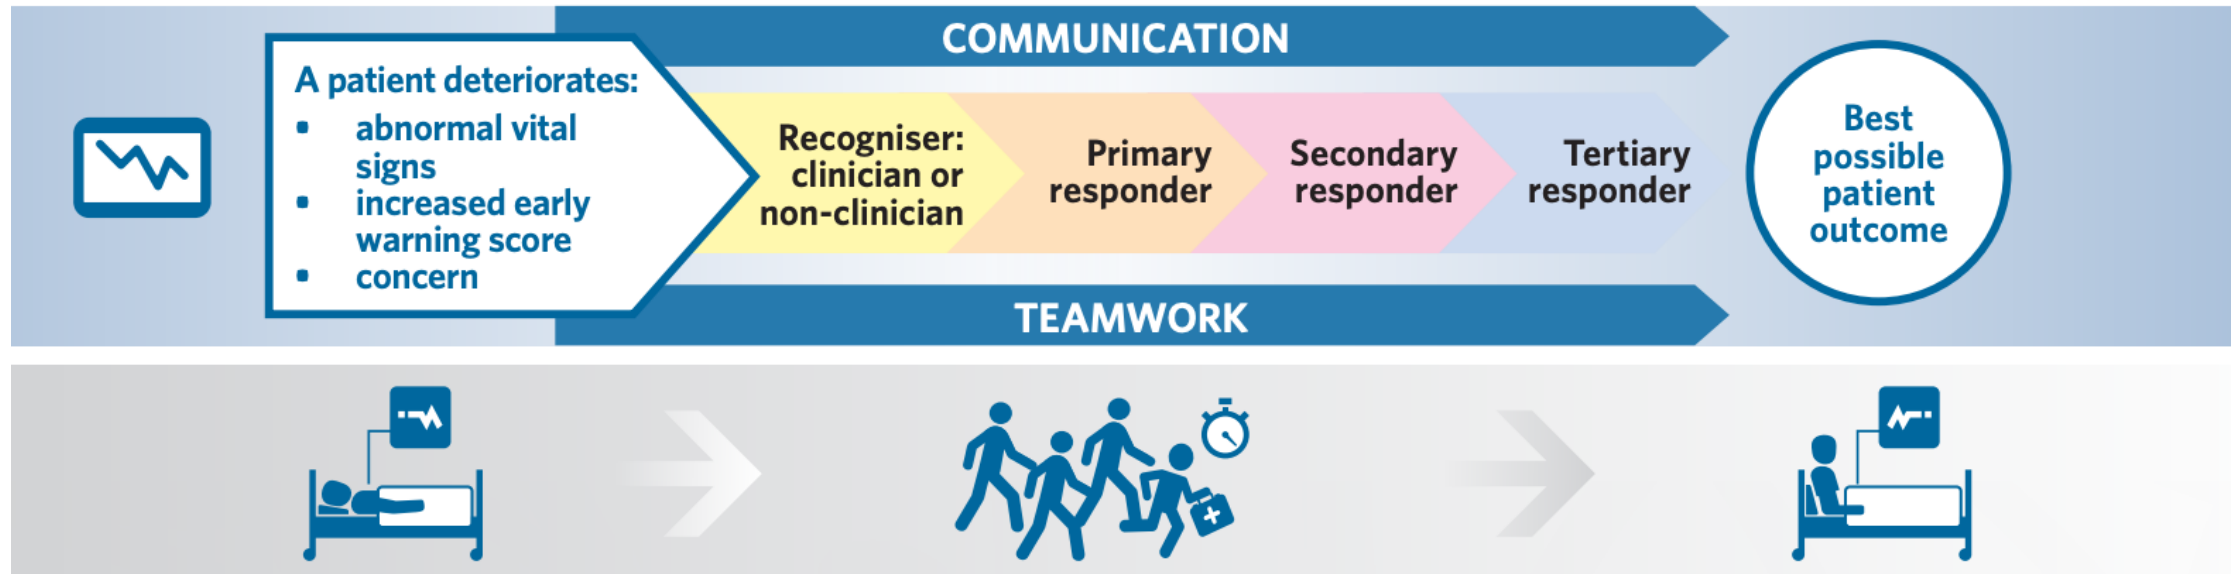 COMMUNICATION
A patient deteriorates:
▪ abnormal vital
signs
▪ increased early
warning score
▪ concern
Recogniser:
clinician or
non-clinician
Primary
responder
Secondary
responder
Tertiary
responder
Best
possible
patient
outcome
TEAMWORK